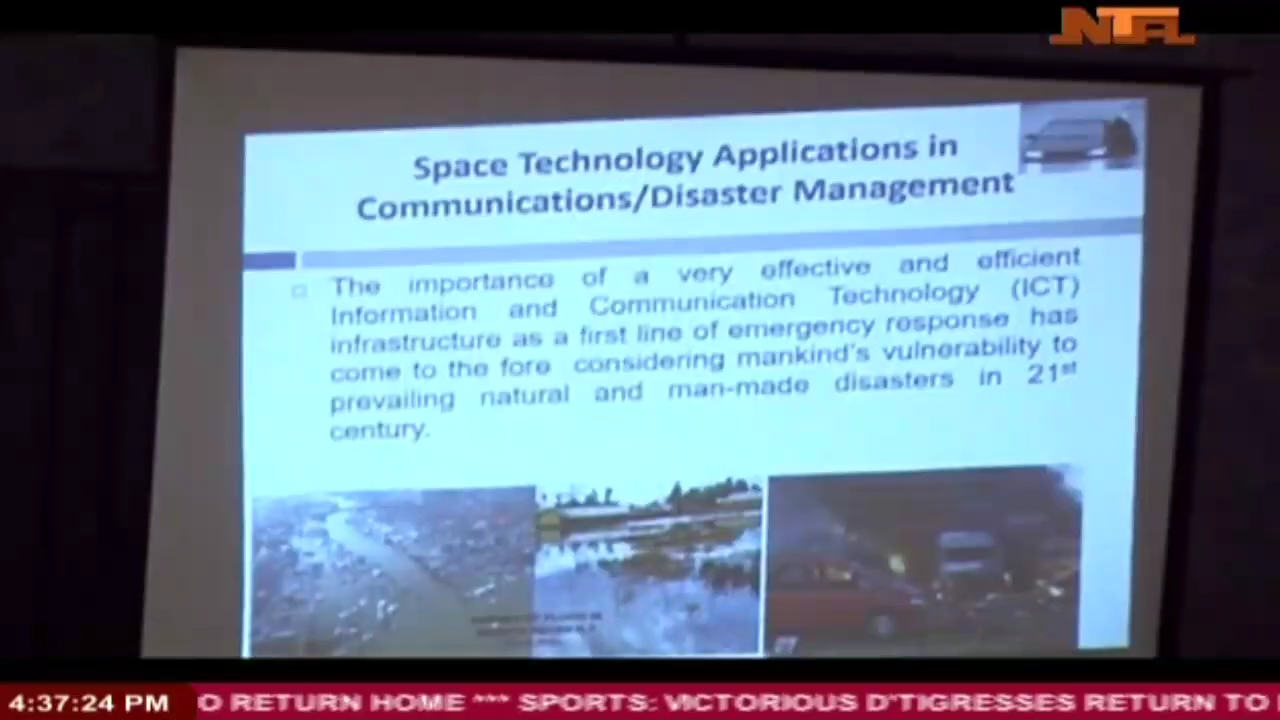 NTA
Space Technology Applications in
Communications/Disaster Management
The importance of a very effective and efficient
Information and Communication Technology (ICT)
infrastructure as a first line of emergency response has
come to the fore considering mankind's vulnerability to
prevailing natural and man-made disasters in 21st
century.
4:37:24 PM
O RETURN HOME *** SPORTS: VICTORIOUS D'TIGRESSES RETURN TO